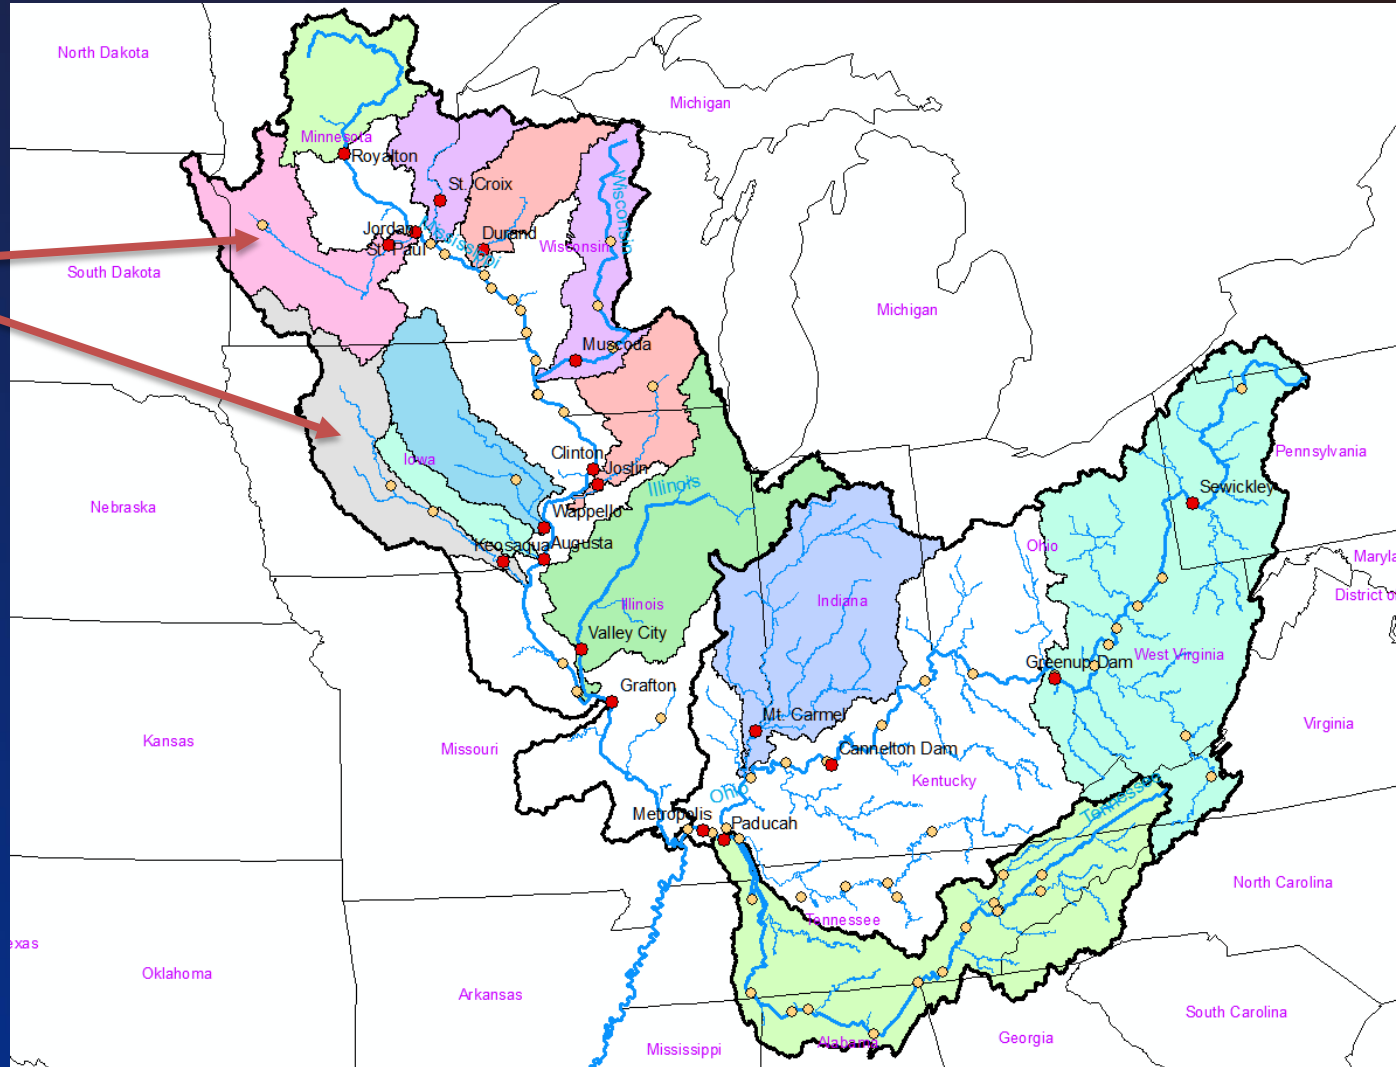 North Dakota
Michigan
Minnesota
Royalton
St. Croix
Wisconsin
Jordan
Mississippi
Durand
Wisconsin
St. Paul
South Dakota
Michigan
Muscoda
Clinton
Joslin
Iowa
Pennsylvania
Illinois
Sewickley
Nebraska
Wappello
Keosaqua
Augusta
Ohio
Maryla
District o
Illinois
Indiana
Valley City
West Virginia
Greenup Dam
Grafton
Mt. Carmel
Virginia
Kansas
Missouri
Cannelton Dam
Kentucky
Ohio
Tennessee
Metropolis
Paducah
North Carolina
Tennessee
exas
Oklahoma
Arkansas
South Carolina
Mississippi
Alabama
Georgia